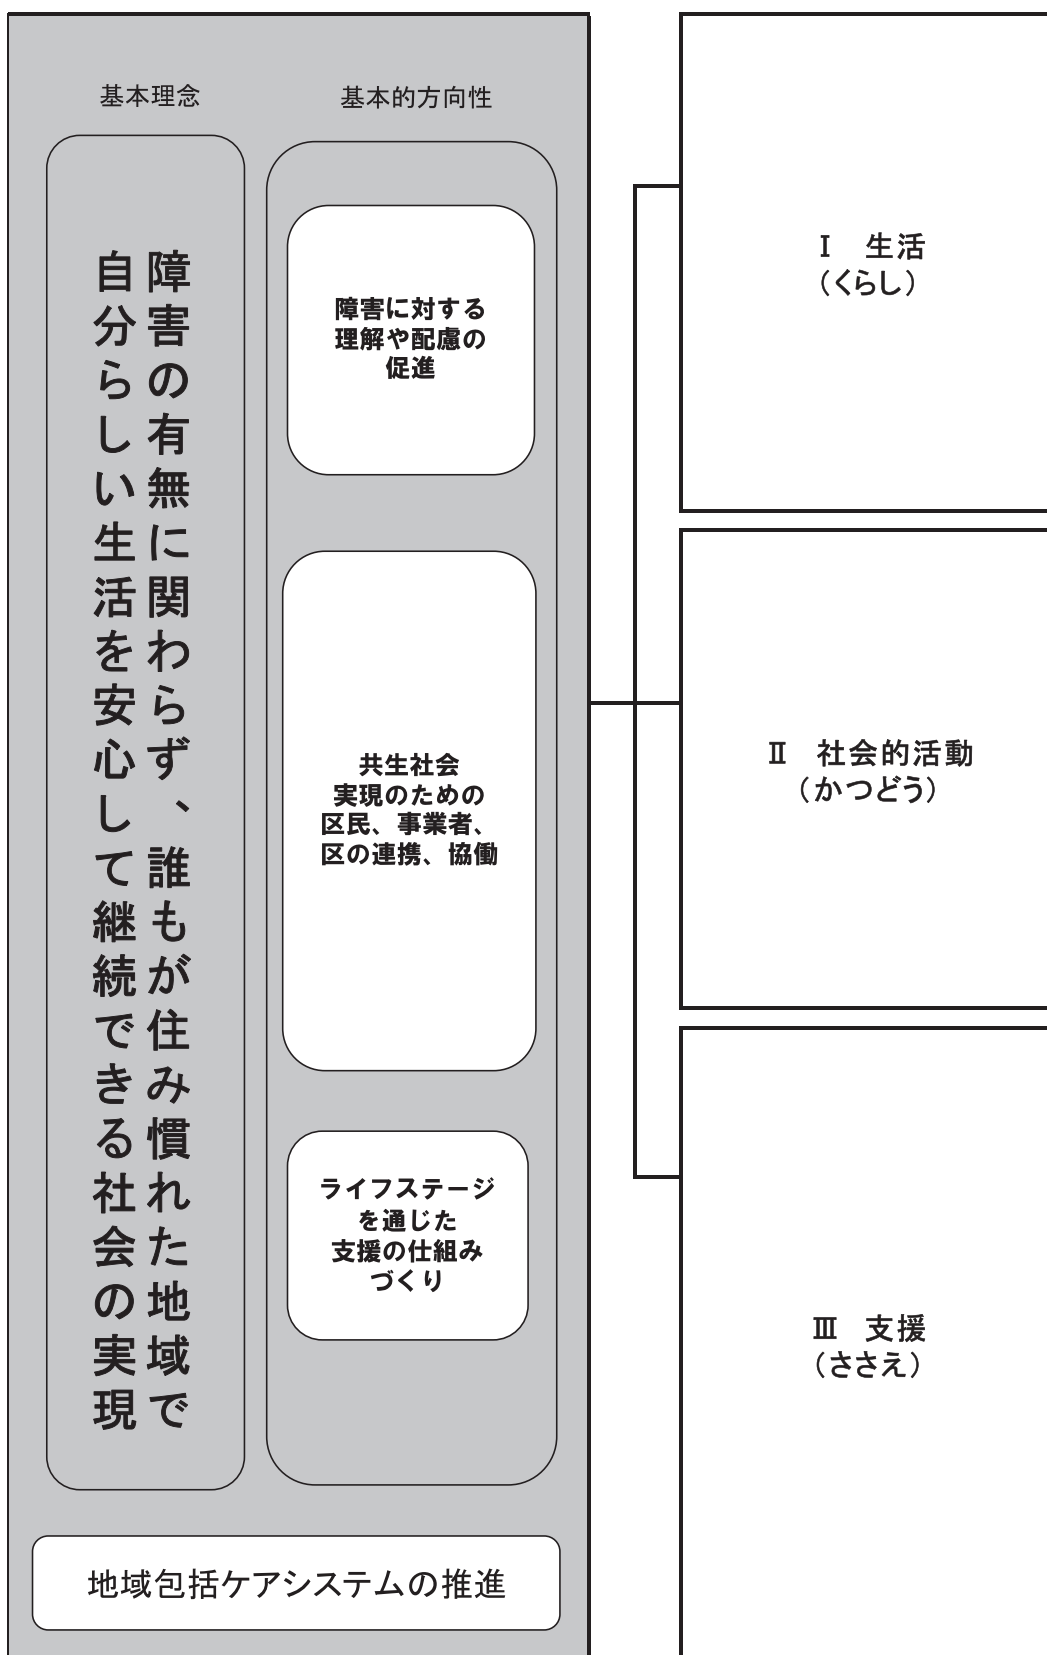 基本理念
障害の有無に関わらず、誰もが住み慣れた地域で
自分らしい生活を安心して継続できる社会の実現
基本的方向性
障害に対する
理解や配慮の
促進
共生社会
実現のための
区民、事業者、
区の連携、協働
ライフステージ
を通じた
支援の仕組み
づくり
地域包括ケアシステムの推進
Ⅰ　生活
（くらし）
Ⅱ　社会的活動
（かつどう）
Ⅲ　支援
（ささえ）